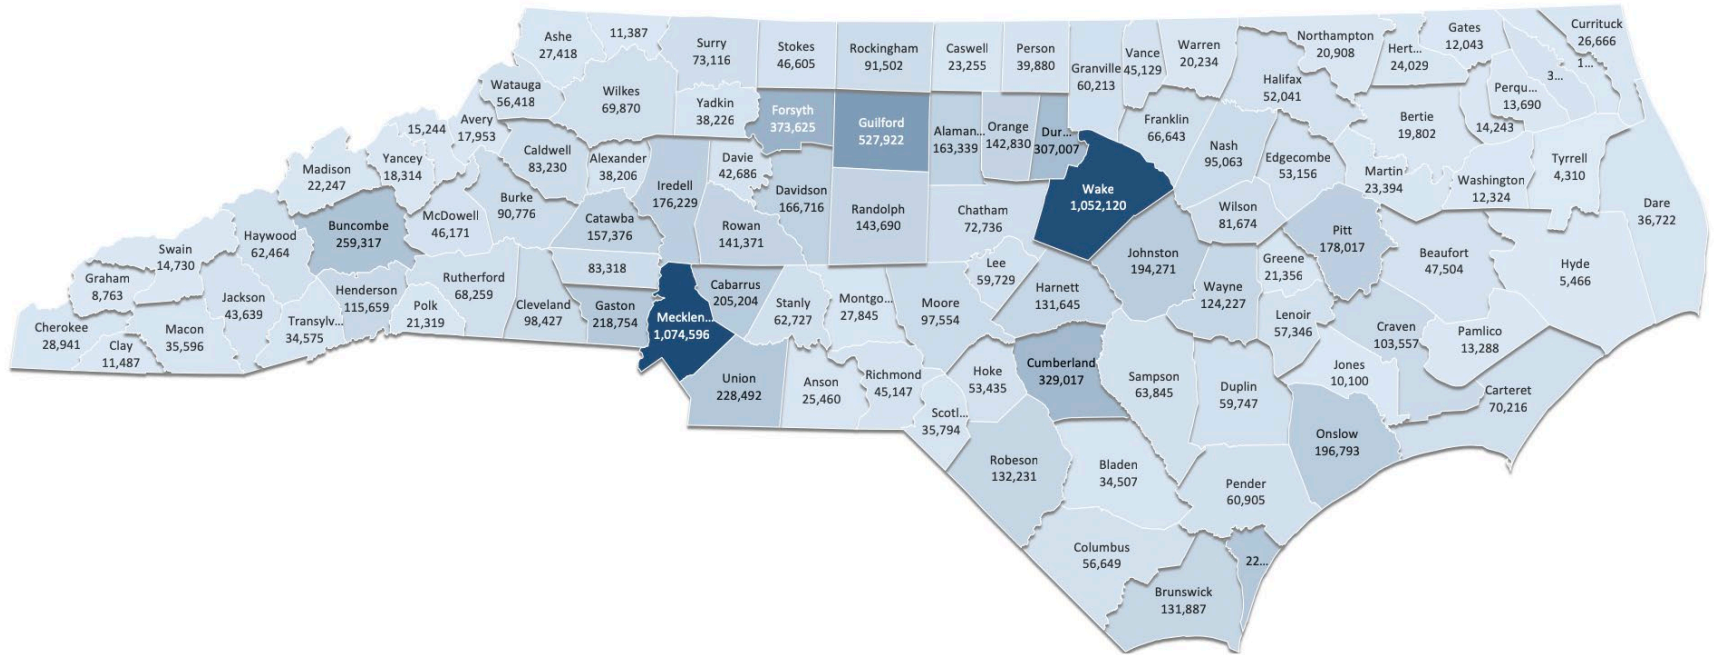 Ashe
27,418
11,387
Surry
73,116
Stokes
46,605
Rockingham
91,502
Caswell
23,255
Person
39,880
Granville
60,213
Vance
45,129
Warren
20,234
Northampton
20,908
Hert...
24,029
Gates
12,043
Currituck
26,666
1...
3...
Perqu...
13,690
Halifax
52,041
Watauga
56,418
Wilkes
69,870
Yadkin
38,226
Forsyth
373,625
Guilford
527,922
Alaman...
163,339
Orange
142,830
Dur...
307,007
Franklin
66,643
Nash
95,063
Edgecombe
53,156
Bertie
19,802
14,243
Martin
23,394
Washington
12,324
Tyrrell
4,310
Dare
36,722
Avery
17,953
15,244
Yancey
18,314
Madison
22,247
Caldwell
83,230
Alexander
38,206
Iredell
176,229
Davie
42,686
Davidson
166,716
Randolph
143,690
Chatham
72,736
Wake
1,052,120
Wilson
81,674
Pitt
178,017
Beaufort
47,504
Hyde
5,466
Burke
90,776
McDowell
46,171
Buncombe
259,317
Haywood
62,464
Swain
14,730
Graham
8,763
Catawba
157,376
Rowan
141,371
Lee
59,729
Johnston
194,271
Greene
21,356
Wayne
124,227
Lenoir
57,346
Craven
103,557
Pamlico
13,288
Cherokee
28,941
Clay
11,487
Macon
35,596
Jackson
43,639
Transylv...
34,575
Henderson
115,659
Polk
21,319
Rutherford
68,259
Cleveland
98,427
83,318
Gaston
218,754
Mecklen...
1,074,596
Cabarrus
205,204
Stanly
62,727
Montgo...
27,845
Moore
97,554
Harnett
131,645
Union
228,492
Anson
25,460
Richmond
45,147
Scotl...
35,794
Hoke
53,435
Cumberland
329,017
Sampson
63,845
Duplin
59,747
Jones
10,100
Carteret
70,216
Onslow
196,793
Robeson
132,231
Bladen
34,507
Pender
60,905
Columbus
56,649
Brunswick
131,887
22...